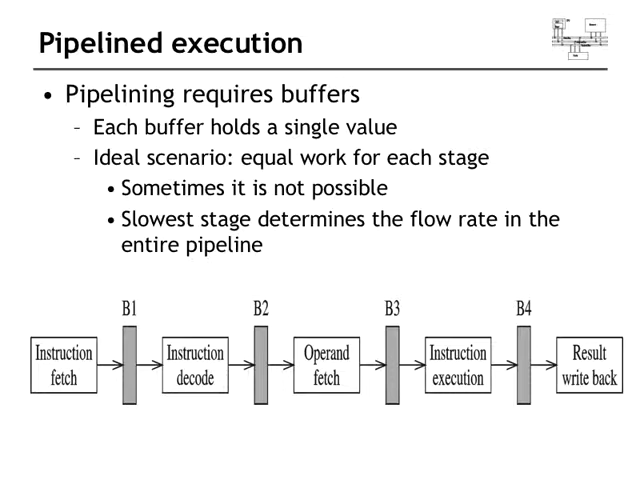 Pipelined execution
• Pipelining requires buffers
– Each buffer holds a single value
– Ideal scenario: equal work for each stage
• Sometimes it is not possible
• Slowest stage determines the flow rate in the
entire pipeline
B1 B2 B3 B4
Instruction
fetch
Instruction
decode
Operand
fetch
Instruction
execution
Result
write back